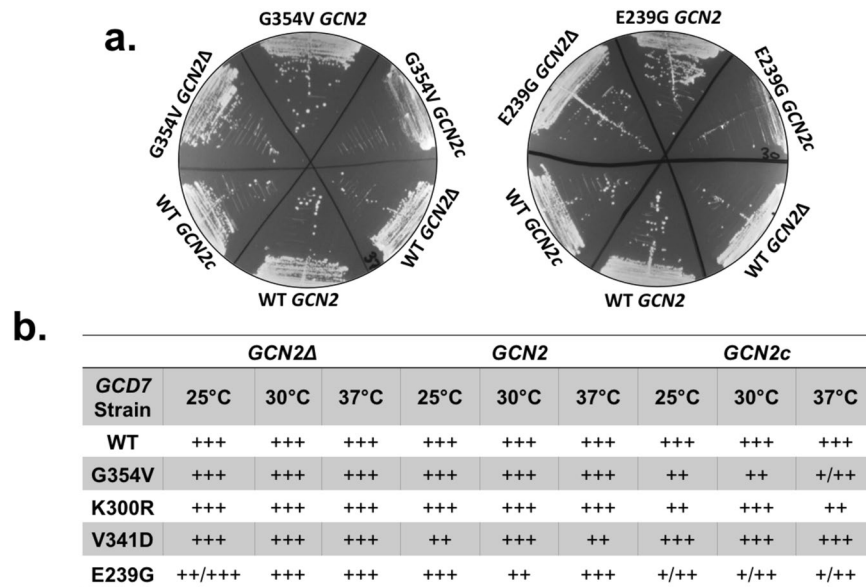 a.
G354V GCN2
G354V GCN2Δ
G354V GCN2c
WT GCN2c
WT GCN2Δ
WT GCN2
E239G GCN2
E239G GCN2Δ
E239G GCN2c
30
WT GCN2c
WT GCN2Δ
WT GCN2
b.
GCN2Δ GCN2 GCN2c
GCD7 Strain 25°C 30°C 37°C 25°C 30°C 37°C 25°C 30°C 37°C
WT +++ +++ +++ +++ +++ +++ +++ +++ +++
G354V +++ +++ +++ +++ +++ +++ ++ ++ +/++
K300R +++ +++ +++ +++ +++ +++ ++ +++ ++
V341D +++ +++ +++ ++ +++ ++ +++ +++ +++
E239G ++/+++ +++ +++ +++ ++ +++ +/++ +/++ +/++